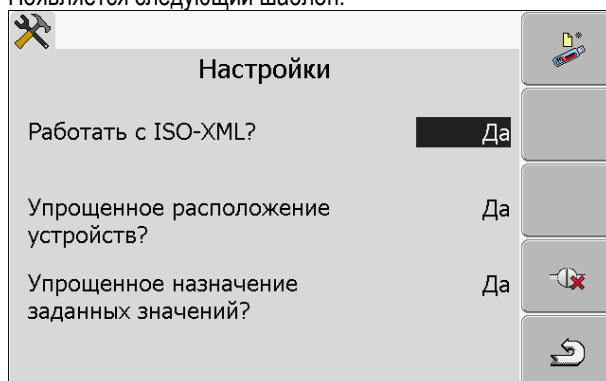 Появляется следующий шаблон:
Настройки
Работать с ISO-XML? Да
Упрощенное расположение Да
устройств?
Упрощенное назначение Да
заданных значений?